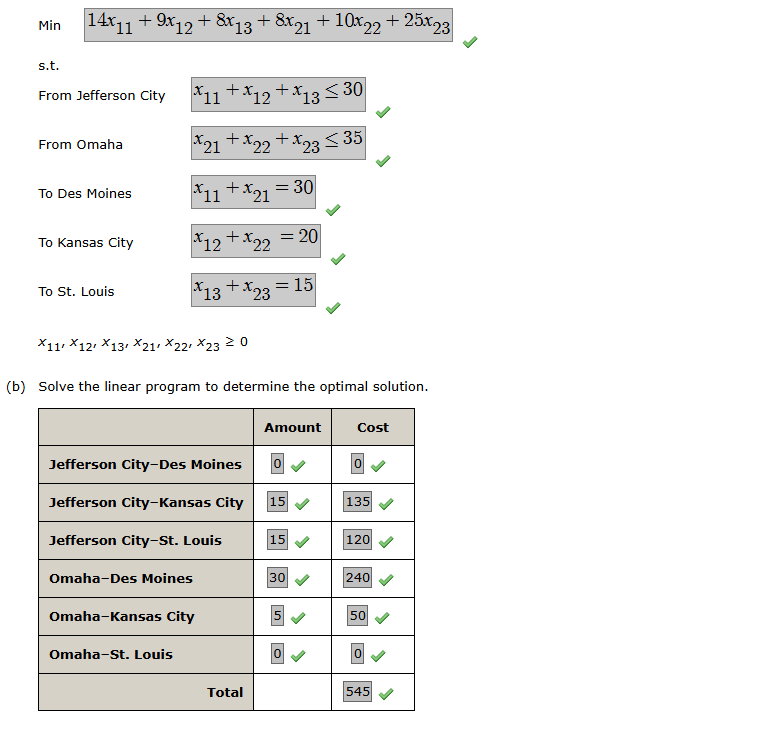 Min 14x₁₁ + 9x₁₂ + 8x₁₃ + 8x₂₁ + 10x₂₂ + 25x₂₃
s.t.
From Jefferson City x₁₁ + x₁₂ + x₁₃ ≤ 30
From Omaha x₂₁ + x₂₂ + x₂₃ ≤ 35
To Des Moines x₁₁ + x₂₁ = 30
To Kansas City x₁₂ + x₂₂ = 20
To St. Louis x₁₃ + x₂₃ = 15
x₁₁, x₁₂, x₁₃, x₂₁, x₂₂, x₂₃ ≥ 0
(b) Solve the linear program to determine the optimal solution.
Amount Cost
Jefferson City–Des Moines 0 0
Jefferson City–Kansas City 15 135
Jefferson City–St. Louis 15 120
Omaha–Des Moines 30 240
Omaha–Kansas City 5 50
Omaha–St. Louis 0 0
Total 545